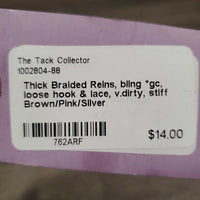 The Tack Collector
1002804-88
Thick Braided Reins, bling *gc,
loose hook & lace, v.dirty, stiff
Brown/Pink/Silver
$14.00
762ARF